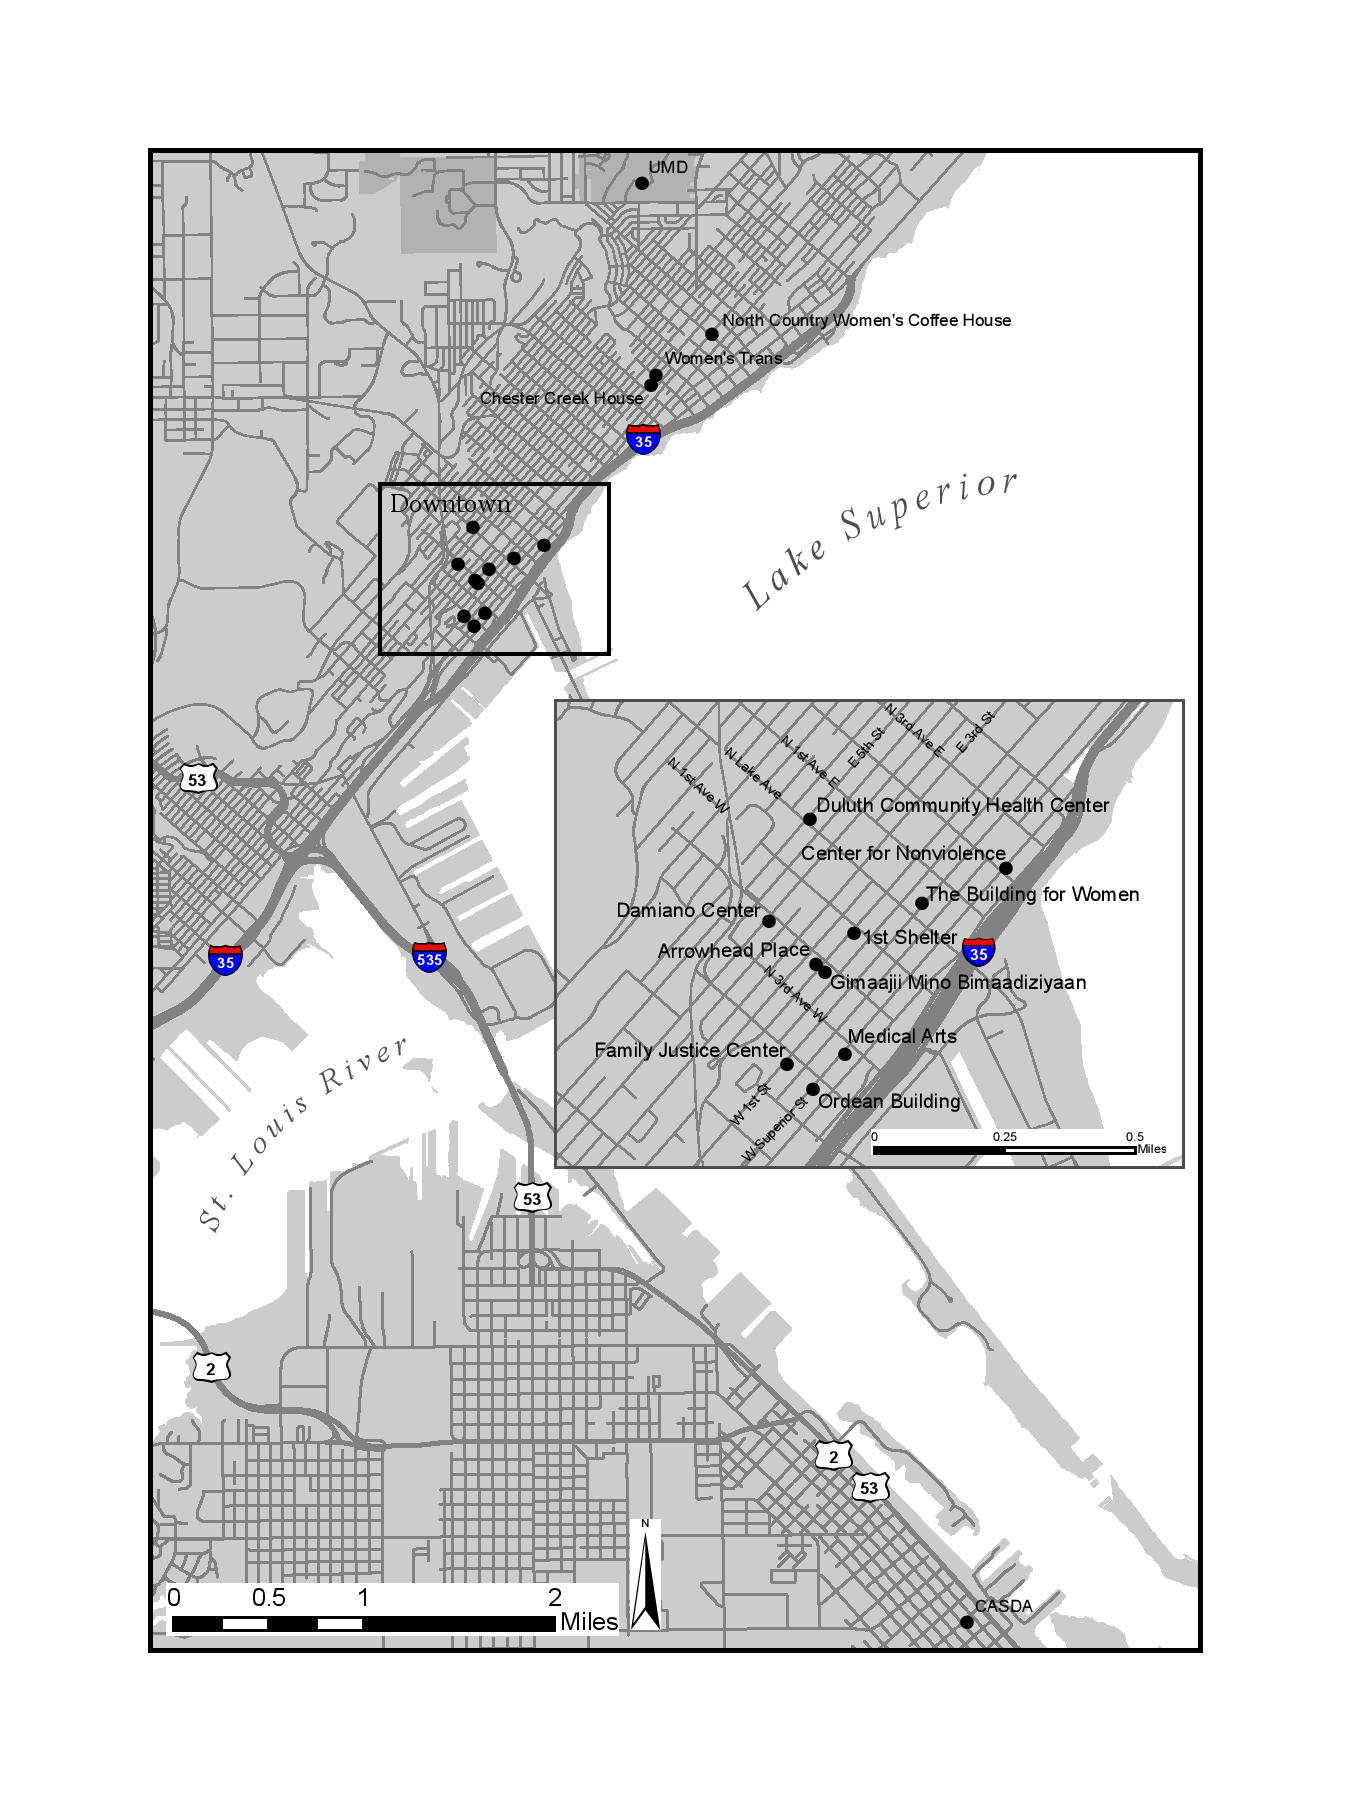 UMD
North Country Women's Coffee House
Women's Trans
Chester Creek House
35
Downtown
Lake Superior
N 3rd Ave E
E 3rd St
E 5th St
N 1st Ave E
N Lake Ave
N 1st Ave W
53
Duluth Community Health Center
Center for Nonviolence
The Building for Women
Damiano Center
1st Shelter
Arrowhead Place
35
535
35
Gimaajii Mino Bimaadiziyaan
N 3rd Ave W
Medical Arts
Family Justice Center
Ordean Building
W 1st St
W Superior St
0 0.25 0.5
Miles
St. Louis River
53
2
2
53
N
0 0.5 1 2
Miles
CASDA